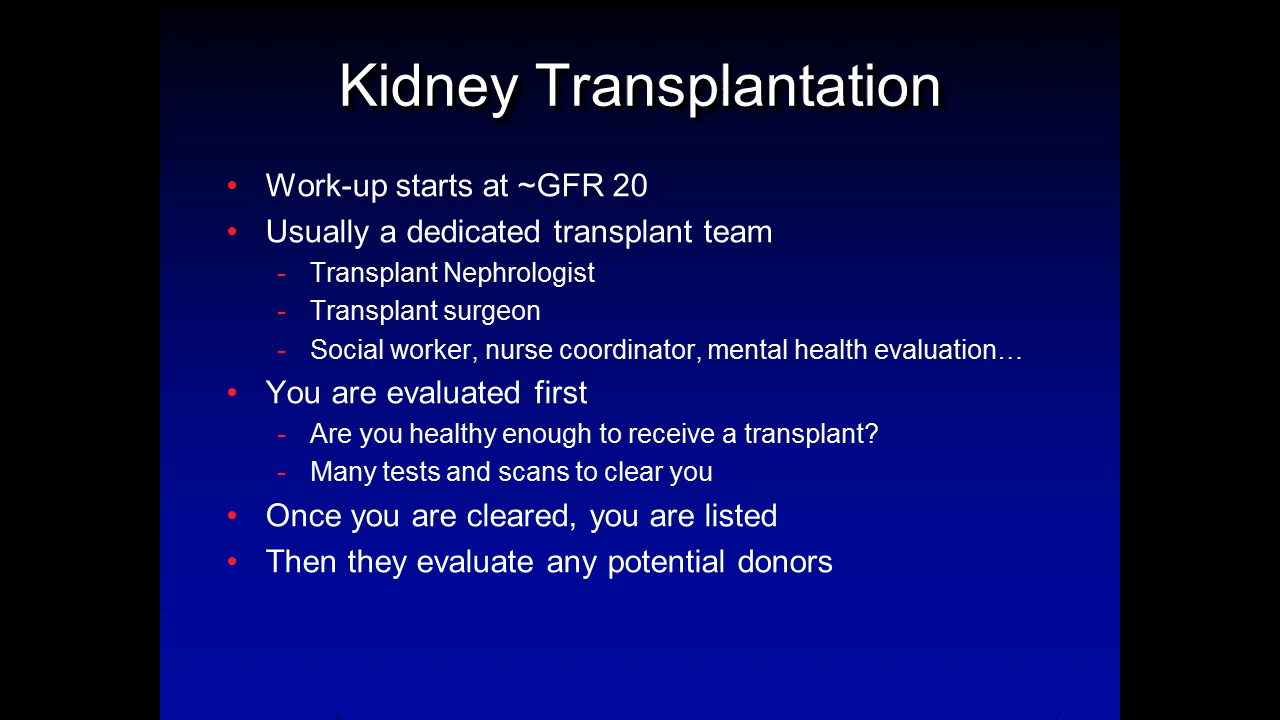 Kidney Transplantation
• Work-up starts at ~GFR 20
• Usually a dedicated transplant team
- Transplant Nephrologist
- Transplant surgeon
- Social worker, nurse coordinator, mental health evaluation…
• You are evaluated first
- Are you healthy enough to receive a transplant?
- Many tests and scans to clear you
• Once you are cleared, you are listed
• Then they evaluate any potential donors